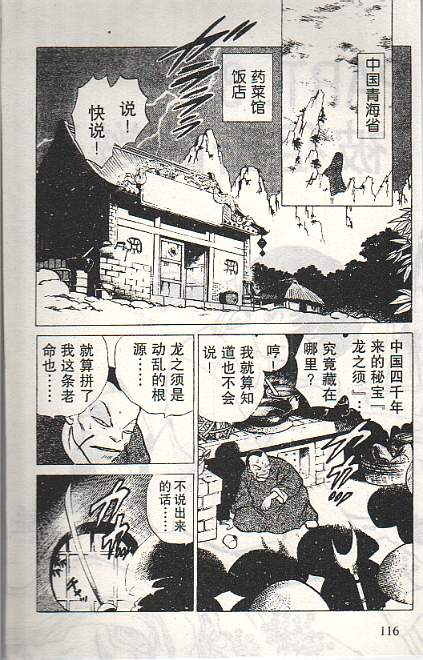 中国青海省
药菜馆
饭店
说！
快说！
中国四千年
来的秘宝『
龙之须』…
究竟藏在
哪里？
哼！
我就算知
道也不会
说！
龙之须是
动乱的根
源……
就算拼了
我这条老
命也……
不说出来
的话……
116